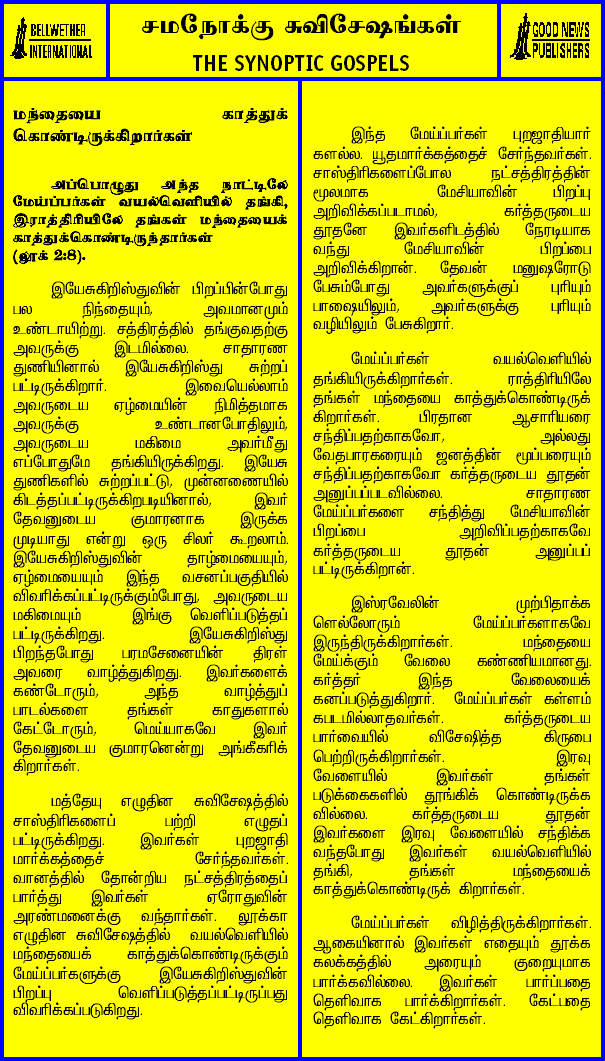 BELLWETHER
INTERNATIONAL
சமநோக்கு சுவிசேஷங்கள்
THE SYNOPTIC GOSPELS
GOOD NEWS
PUBLISHERS
மந்தையை காத்துக்
கொண்டிருக்கிறார்கள்
அப்பொழுது அந்த நாட்டிலே
மேய்ப்பர்கள் வயல்வெளியில் தங்கி,
இராத்திரியிலே தங்கள் மந்தையைக்
காத்துக்கொண்டிருந்தார்கள்
(லூக் 2:8).
இயேசுகிறிஸ்துவின் பிறப்பின்போது
பல நிந்தையும், அவமானமும்
உண்டாயிற்று. சத்திரத்தில் தங்குவதற்கு
அவருக்கு இடமில்லை. சாதாரண
துணியினால் இயேசுகிறிஸ்து சுற்றப்
பட்டிருக்கிறார். இவையெல்லாம்
அவருடைய ஏழ்மையின் நிமித்தமாக
அவருக்கு உண்டானபோதிலும்,
அவருடைய மகிமை அவர்மீது
எப்போதுமே தங்கியிருக்கிறது. இயேசு
துணிகளில் சுற்றப்பட்டு, முன்னணையில்
கிடத்தப்பட்டிருக்கிறபடியினால், இவர்
தேவனுடைய குமாரனாக இருக்க
முடியாது என்று ஒரு சிலர் கூறலாம்.
இயேசுகிறிஸ்துவின் தாழ்மையையும்,
ஏழ்மையையும் இந்த வசனப்பகுதியில்
விவரிக்கப்பட்டிருக்கும்போது, அவருடைய
மகிமையும் இங்கு வெளிப்படுத்தப்
பட்டிருக்கிறது. இயேசுகிறிஸ்து
பிறந்தபோது பரமசேனையின் திரள்
அவரை வாழ்த்துகிறது. இவர்களைக்
கண்டோரும், அந்த வாழ்த்துப்
பாடல்களை தங்கள் காதுகளால்
கேட்டோரும், மெய்யாகவே இவர்
தேவனுடைய குமாரனென்று அங்கீகரிக்
கிறார்கள்.
மத்தேயு எழுதின சுவிசேஷத்தில்
சாஸ்திரிகளைப் பற்றி எழுதப்
பட்டிருக்கிறது. இவர்கள் புறஜாதி
மார்க்கத்தைச் சேர்ந்தவர்கள்.
வானத்தில் தோன்றிய நட்சத்திரத்தைப்
பார்த்து இவர்கள் ஏரோதுவின்
அரண்மனைக்கு வந்தார்கள். லூக்கா
எழுதின சுவிசேஷத்தில் வயல்வெளியில்
மந்தையைக் காத்துக்கொண்டிருக்கும்
மேய்ப்பர்களுக்கு இயேசுகிறிஸ்துவின்
பிறப்பு வெளிப்படுத்தப்பட்டிருப்பது
விவரிக்கப்படுகிறது.
இந்த மேய்ப்பர்கள் புறஜாதியார்
களல்ல. யூதமார்க்கத்தைச் சேர்ந்தவர்கள்.
சாஸ்திரிகளைப்போல நட்சத்திரத்தின்
மூலமாக மேசியாவின் பிறப்பு
அறிவிக்கப்படாமல், கர்த்தருடைய
தூதனே இவர்களிடத்தில் நேரடியாக
வந்து மேசியாவின் பிறப்பை
அறிவிக்கிறான். தேவன் மனுஷரோடு
பேசும்போது அவர்களுக்குப் புரியும்
பாஷையிலும், அவர்களுக்கு புரியும்
வழியிலும் பேசுகிறார்.
மேய்ப்பர்கள் வயல்வெளியில்
தங்கியிருக்கிறார்கள். ராத்திரியிலே
தங்கள் மந்தையை காத்துக்கொண்டிருக்
கிறார்கள். பிரதான ஆசாரியரை
சந்திப்பதற்காகவோ, அல்லது
வேதபாரகரையும் ஜனத்தின் மூப்பரையும்
சந்திப்பதற்காகவோ கர்த்தருடைய தூதன்
அனுப்பப்படவில்லை. சாதாரண
மேய்ப்பர்களை சந்தித்து மேசியாவின்
பிறப்பை அறிவிப்பதற்காகவே
கர்த்தருடைய தூதன் அனுப்பப்
பட்டிருக்கிறான்.
இஸ்ரவேலின் முற்பிதாக்க
ளெல்லோரும் மேய்ப்பர்களாகவே
இருந்திருக்கிறார்கள். மந்தையை
மேய்க்கும் வேலை கண்ணியமானது.
கர்த்தர் இந்த வேலையைக்
கனப்படுத்துகிறார். மேய்ப்பர்கள் கள்ளம்
கபடமில்லாதவர்கள். கர்த்தருடைய
பார்வையில் விசேஷித்த கிருபை
பெற்றிருக்கிறார்கள். இரவு
வேளையில் இவர்கள் தங்கள்
படுக்கைகளில் தூங்கிக் கொண்டிருக்க
வில்லை. கர்த்தருடைய தூதன்
இவர்களை இரவு வேளையில் சந்திக்க
வந்தபோது இவர்கள் வயல்வெளியில்
தங்கி, தங்கள் மந்தையைக்
காத்துக்கொண்டிருக் கிறார்கள்.
மேய்ப்பர்கள் விழித்திருக்கிறார்கள்.
ஆகையினால் இவர்கள் எதையும் தூக்க
கலக்கத்தில் அரையும் குறையுமாக
பார்க்கவில்லை. இவர்கள் பார்ப்பதை
தெளிவாக பார்க்கிறார்கள். கேட்பதை
தெளிவாக கேட்கிறார்கள்.